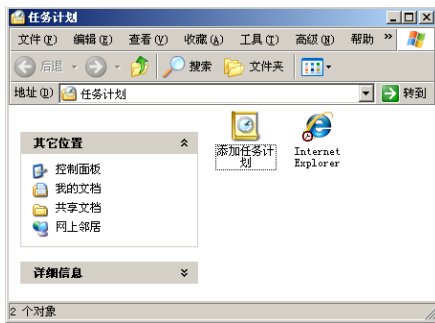 任务计划
文件(F) 编辑(E) 查看(V) 收藏(A) 工具(T) 高级(N) 帮助 »
后退 搜索 文件夹
地址(D) 任务计划 转到
其它位置
控制面板
我的文档
共享文档
网上邻居
详细信息
添加任务计
划
Internet
Explorer
2 个对象